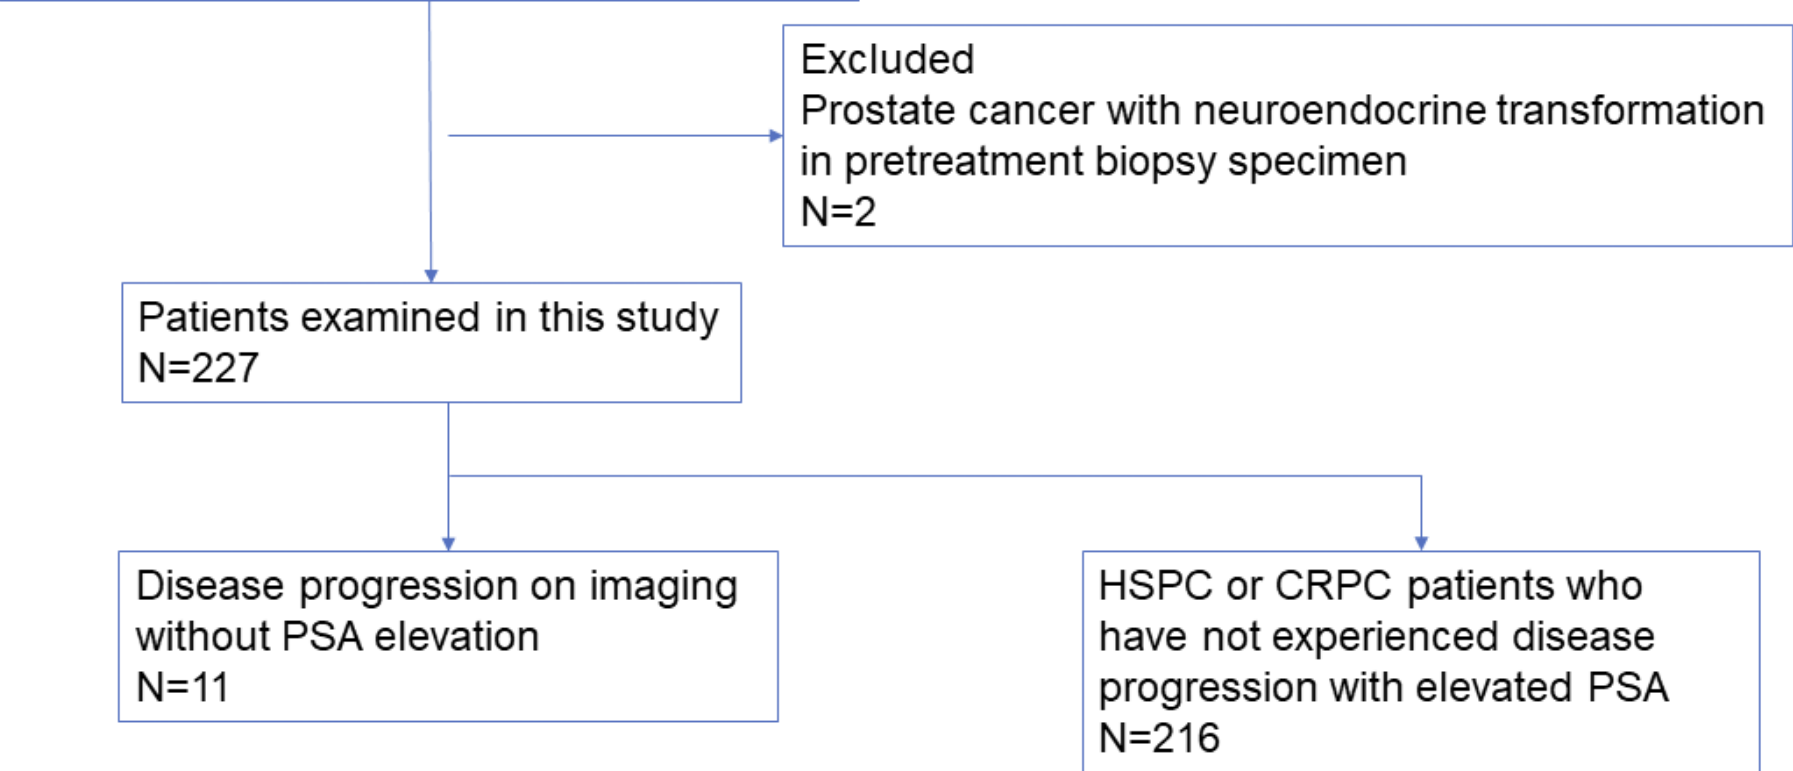 Excluded
Prostate cancer with neuroendocrine transformation
in pretreatment biopsy specimen
N=2
Patients examined in this study
N=227
Disease progression on imaging
without PSA elevation
N=11
HSPC or CRPC patients who
have not experienced disease
progression with elevated PSA
N=216